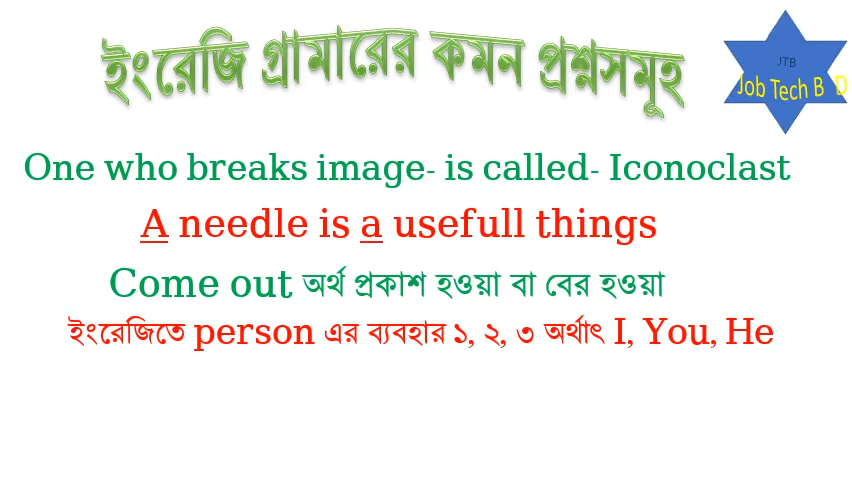 ইংরেজি গ্রামারের কমন প্রশ্নসমূহ
JTB
Job Tech B D
One who breaks image- is called- Iconoclast
A needle is a usefull things
Come out অর্থ প্রকাশ হওয়া বা বের হওয়া
ইংরেজিতে person এর ব্যবহার ১, ২, ৩ অর্থাৎ I, You, He